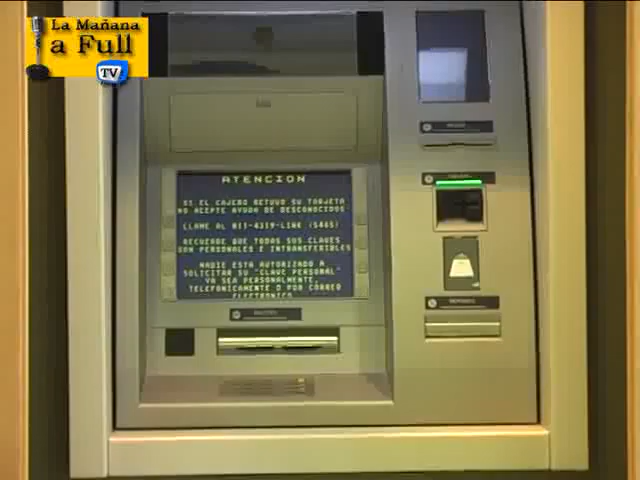 La Mañana
a Full
TV
ATENCION
SI EL CAJERO RETUVO SU TARJETA
NO ACEPTE AYUDA DE DESCONOCIDOS.
LLAME AL 011-4319-LINK (5465)
RECUERDE QUE TODAS SUS CLAVES
SON PERSONALES E INTRANSFERIBLES
NADIE ESTA AUTORIZADO A
SOLICITAR SU "CLAVE PERSONAL"
YA SEA PERSONALMENTE,
TELEFONICAMENTE O POR CORREO
ELECTRONICO